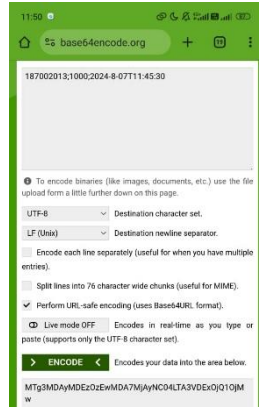 11:50
base64encode.org
187002013;1000;2024-8-07T11:45:30
To encode binaries (like images, documents, etc.) use the file
upload form a little further down on this page.
UTF-8 Destination character set.
LF (Unix) Destination newline separator.
Encode each line separately (useful for when you have multiple
entries).
Split lines into 76 character wide chunks (useful for MIME).
Perform URL-safe encoding (uses Base64URL format).
Live mode OFF Encodes in real-time as you type or
paste (supports only the UTF-8 character set).
> ENCODE < Encodes your data into the area below.
MTg3MDAyMDEzOzEwMDA7MjAyNC04LTA3VDExOjQ1OjM
w